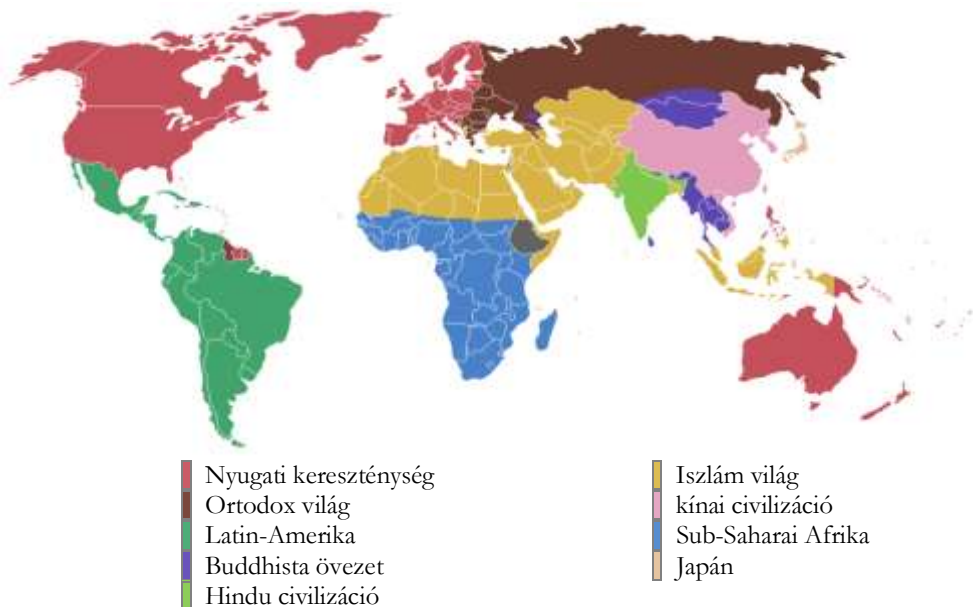 Nyugati kereszténység
Ortodox világ
Latin-Amerika
Buddhista övezet
Hindu civilizáció
Iszlám világ
kínai civilizáció
Sub-Saharai Afrika
Japán